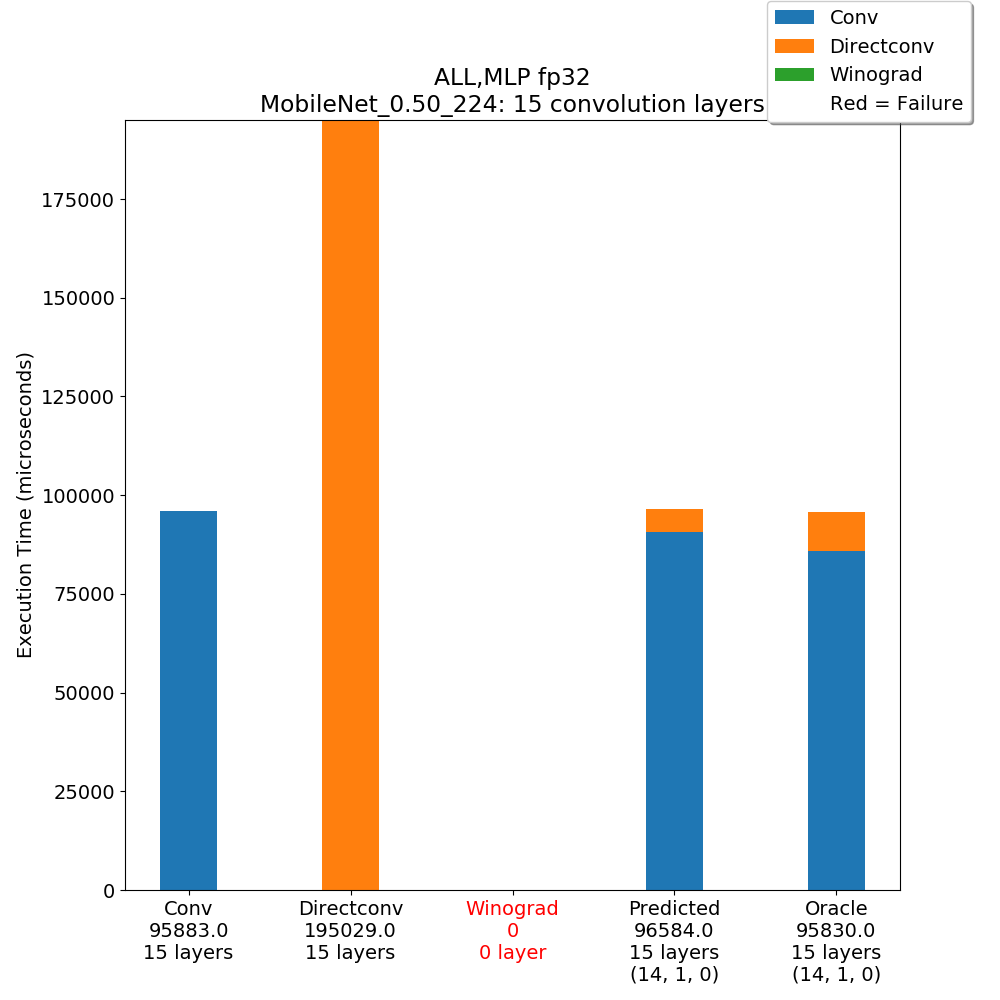 Conv
Directconv
Winograd
Red = Failure
ALL,MLP fp32
MobileNet_0.50_224: 15 convolution layers
Execution Time (microseconds)
175000
150000
125000
100000
75000
50000
25000
0
Conv
95883.0
15 layers
Directconv
195029.0
15 layers
Winograd
0
0 layer
Predicted
96584.0
15 layers
(14, 1, 0)
Oracle
95830.0
15 layers
(14, 1, 0)